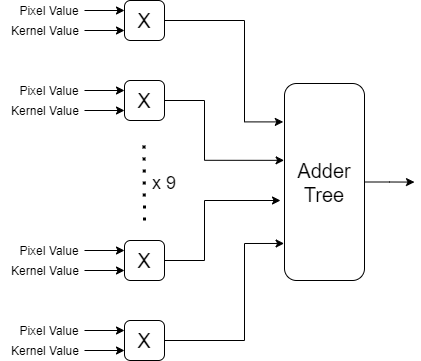 Pixel Value
Kernel Value
X
Pixel Value
Kernel Value
X
x 9
Adder
Tree
Pixel Value
Kernel Value
X
Pixel Value
Kernel Value
X